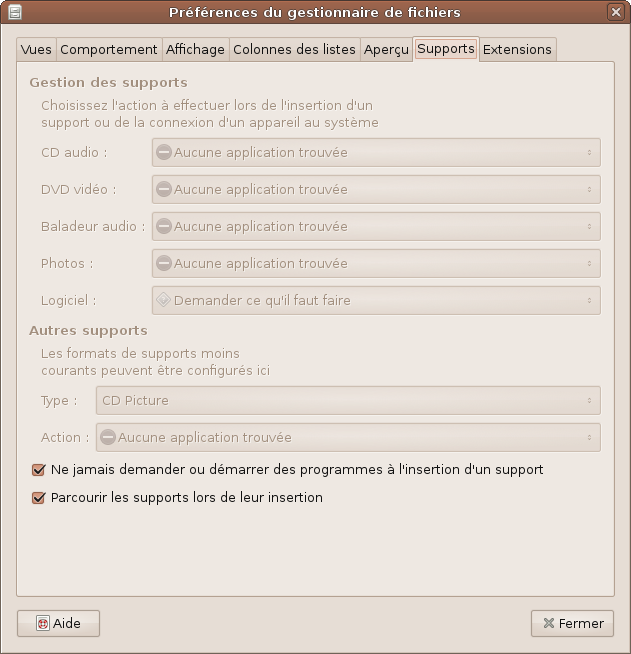 Préférences du gestionnaire de fichiers
Vues Comportement Affichage Colonnes des listes Aperçu Supports Extensions
Gestion des supports
Choisissez l'action à effectuer lors de l'insertion d'un
support ou de la connexion d'un appareil au système
CD audio : Aucune application trouvée
DVD vidéo : Aucune application trouvée
Baladeur audio : Aucune application trouvée
Photos : Aucune application trouvée
Logiciel : Demander ce qu'il faut faire
Autres supports
Les formats de supports moins
courants peuvent être configurés ici
Type : CD Picture
Action : Aucune application trouvée
Ne jamais demander ou démarrer des programmes à l'insertion d'un support
Parcourir les supports lors de leur insertion
Aide Fermer